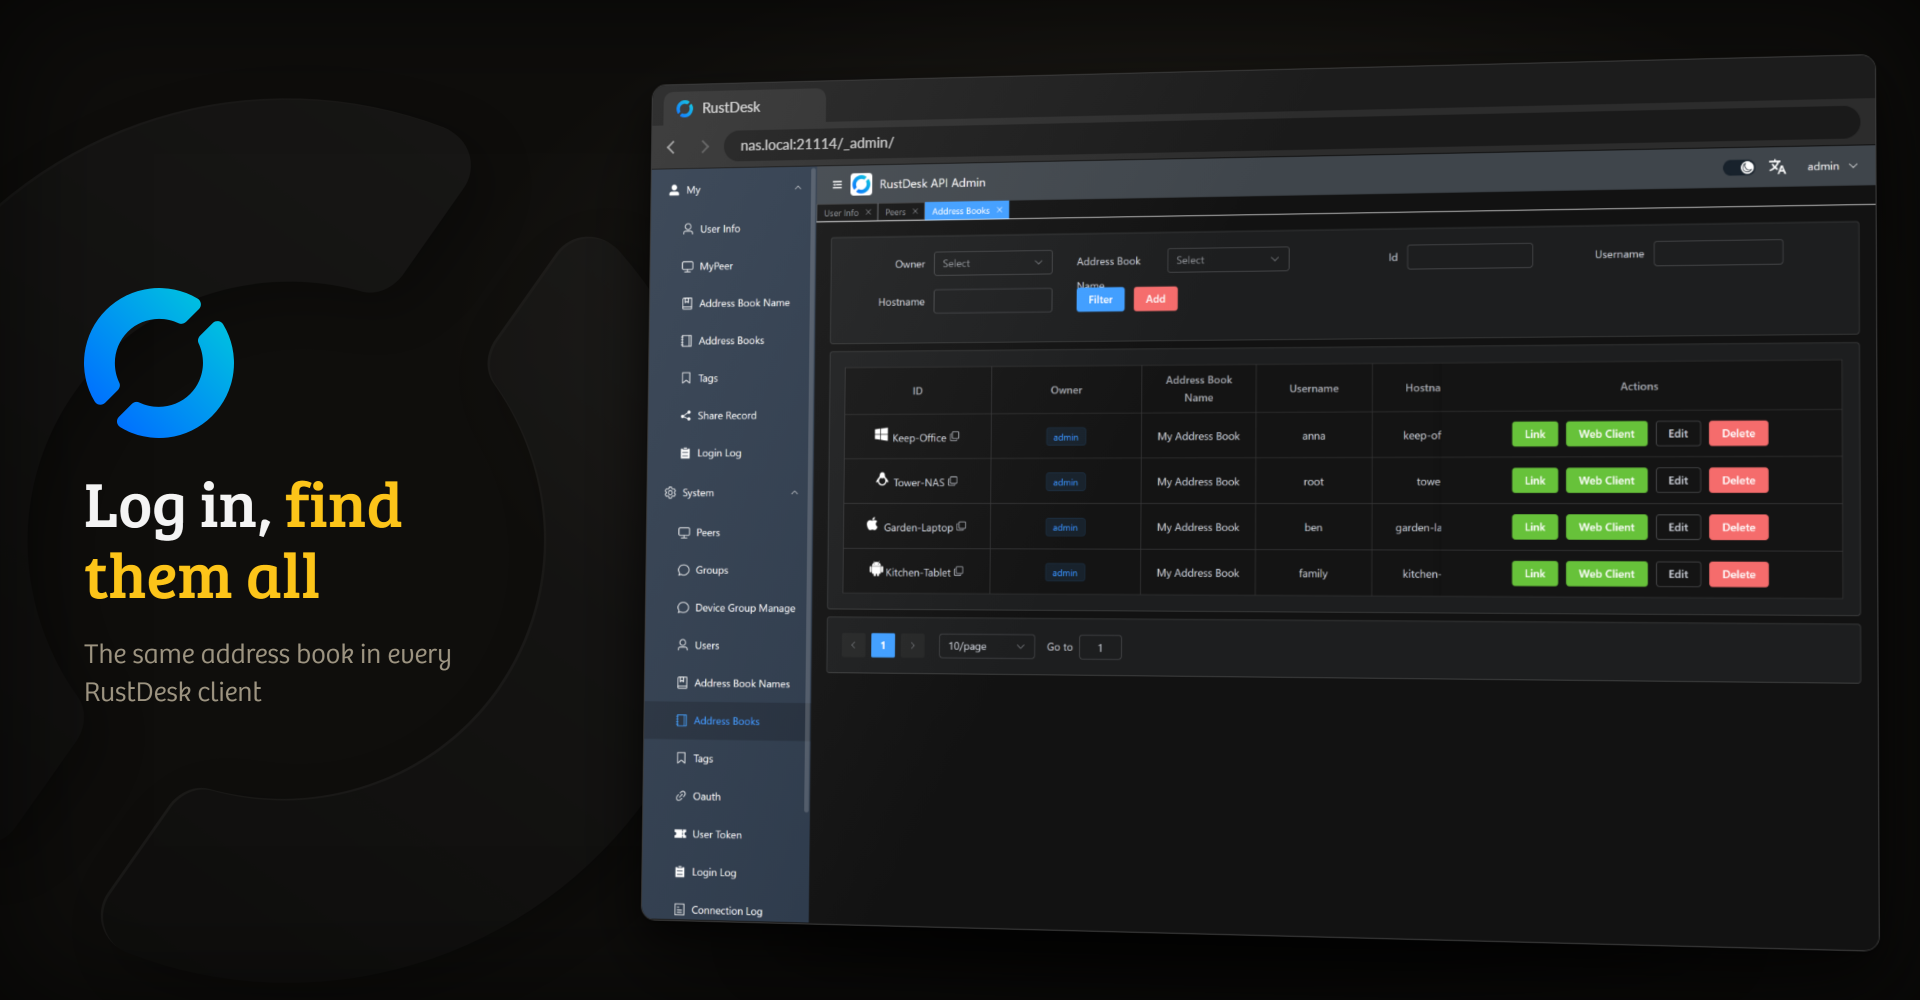 Log in, find
them all
The same address book in every
RustDesk client
RustDesk
nas.local:21114/_admin/
My
User Info
MyPeer
Address Book Name
Address Books
Tags
Share Record
Login Log
System
Peers
Groups
Device Group Manage
Users
Address Book Names
Address Books
Tags
Oauth
User Token
Login Log
Connection Log
RustDesk API Admin
admin
User Info
Peers
Address Books
Owner Select Address Book Select Id Username
Name
Hostname Filter Add
ID Owner Address Book Name Username Hostna Actions
Keep-Office admin My Address Book anna keep-of Link Web Client Edit Delete
Tower-NAS admin My Address Book root towe Link Web Client Edit Delete
Garden-Laptop admin My Address Book ben garden-la Link Web Client Edit Delete
Kitchen-Tablet admin My Address Book family kitchen- Link Web Client Edit Delete
1 10/page Go to 1